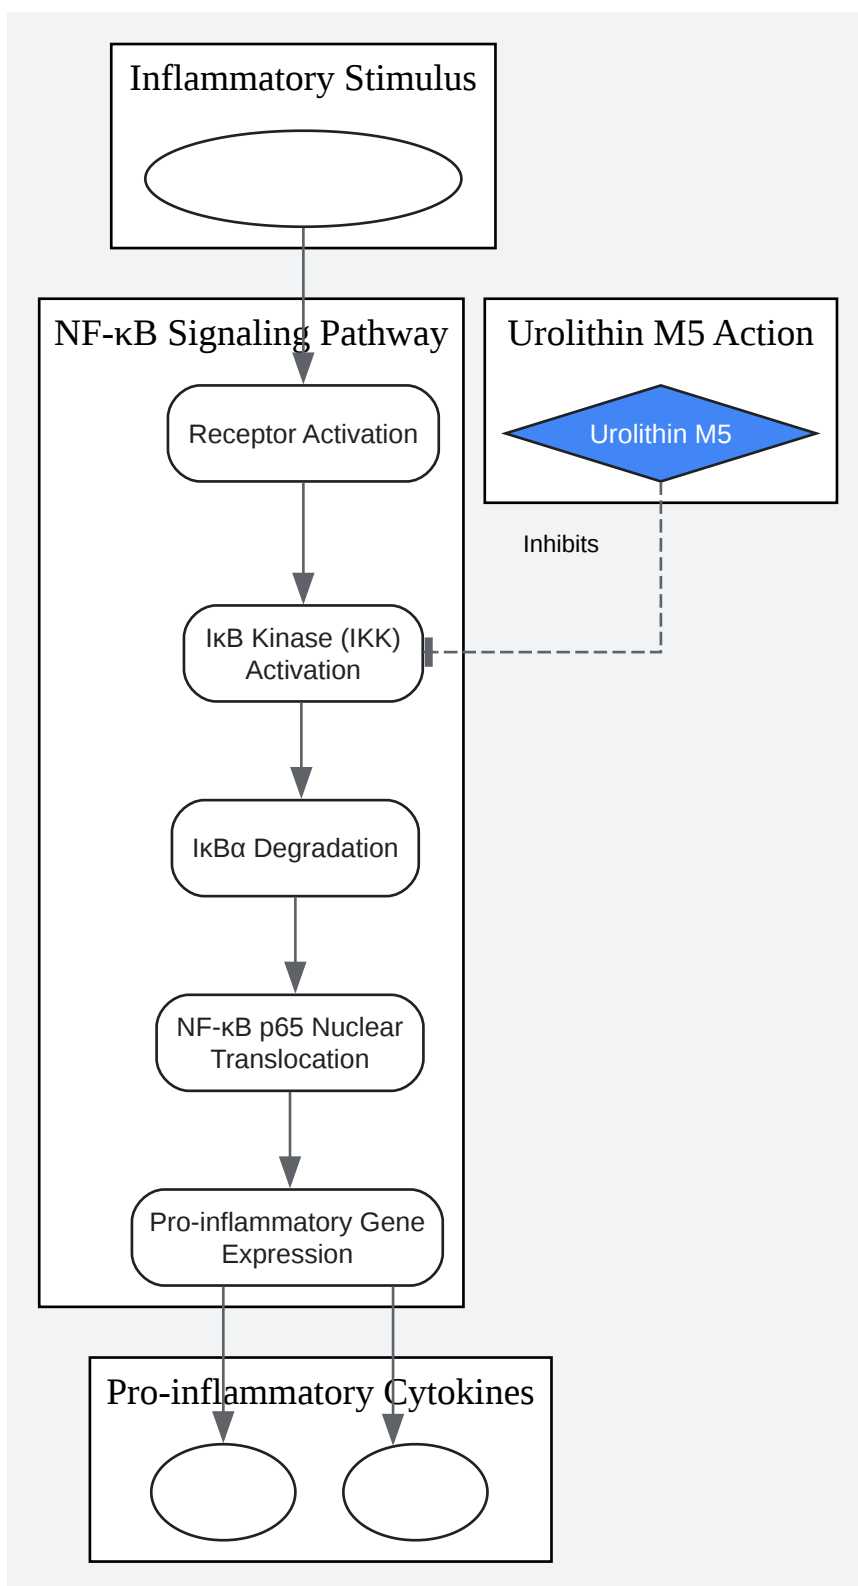 Inflammatory Stimulus
NF-κB Signaling Pathway
Urolithin M5 Action
Receptor Activation
Urolithin M5
Inhibits
IκB Kinase (IKK)
Activation
IκBα Degradation
NF-κB p65 Nuclear
Translocation
Pro-inflammatory Gene
Expression
Pro-inflammatory Cytokines